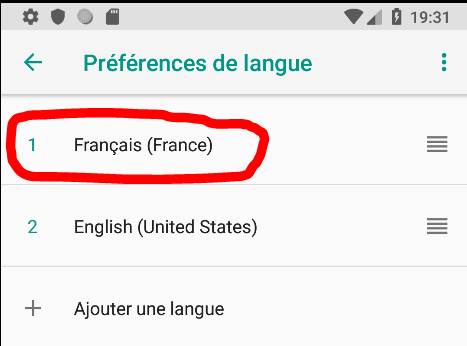 19:31
Préférences de langue
1 Français (France)
2 English (United States)
Ajouter une langue